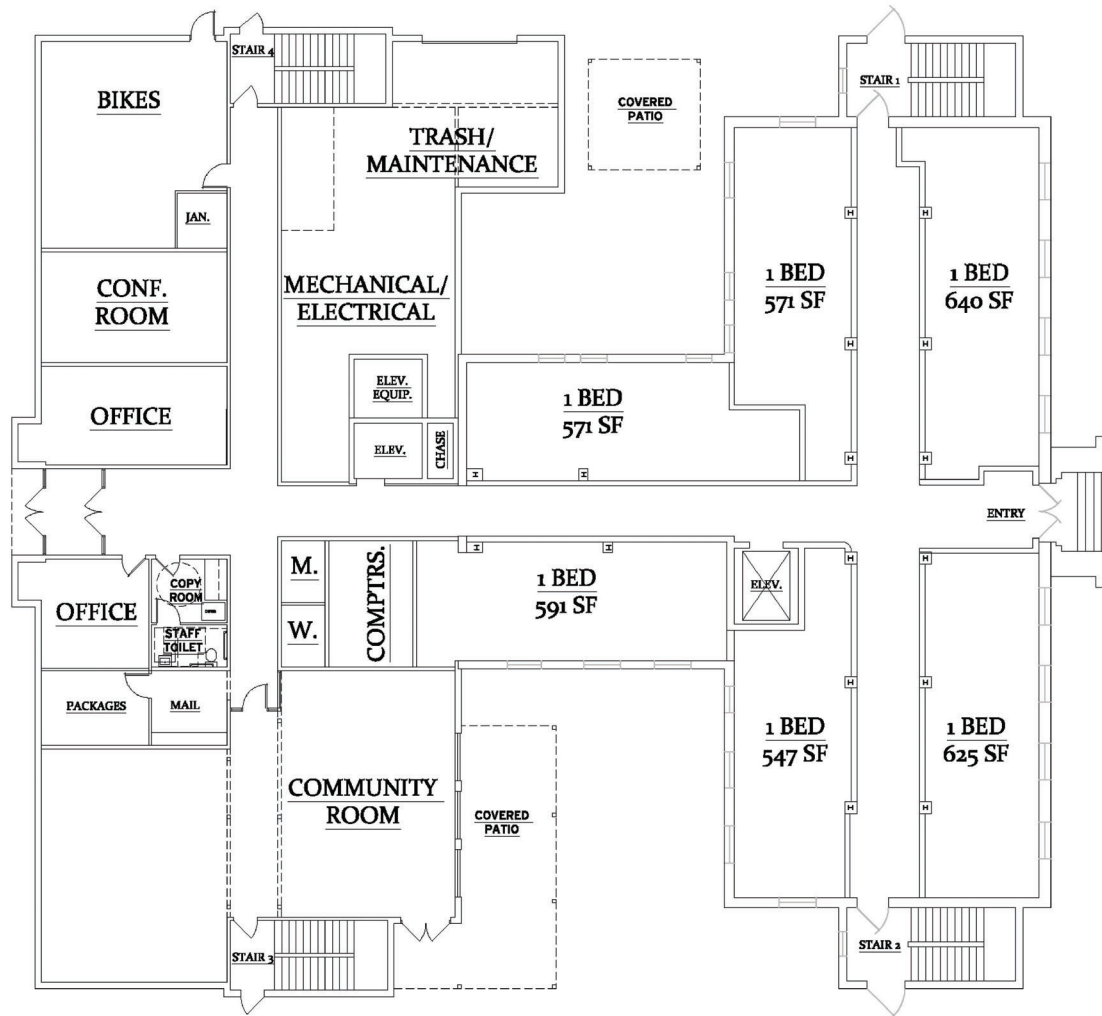 STAIR 4
STAIR 1
BIKES
COVERED
PATIO
TRASH/
MAINTENANCE
JAN.
CONF.
ROOM
MECHANICAL/
ELECTRICAL
1 BED
571 SF
1 BED
640 SF
OFFICE
ELEV.
EQUIP.
1 BED
571 SF
ELEV.
CHASE
ENTRY
M.
W.
COMPTRS.
1 BED
591 SF
ELEV.
OFFICE
COPY
ROOM
STAFF
TOILET
PACKAGES
MAIL
1 BED
547 SF
1 BED
625 SF
COMMUNITY
ROOM
COVERED
PATIO
STAIR 3
STAIR 2